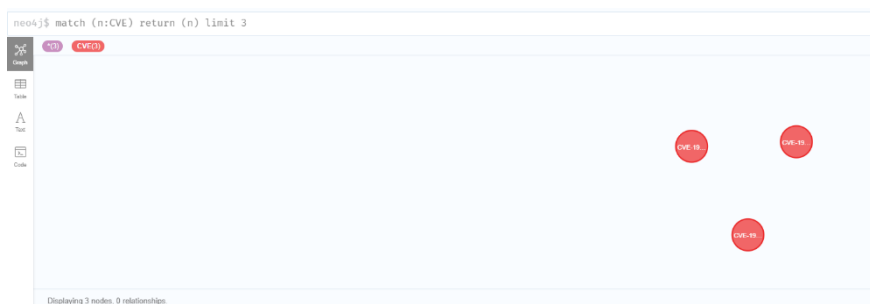 neo4j$ match (n:CVE) return (n) limit 3
*(3) CVE(3)
Graph
Table
Text
Code
CVE-19...
CVE-19...
CVE-19...
Displaying 3 nodes, 0 relationships.